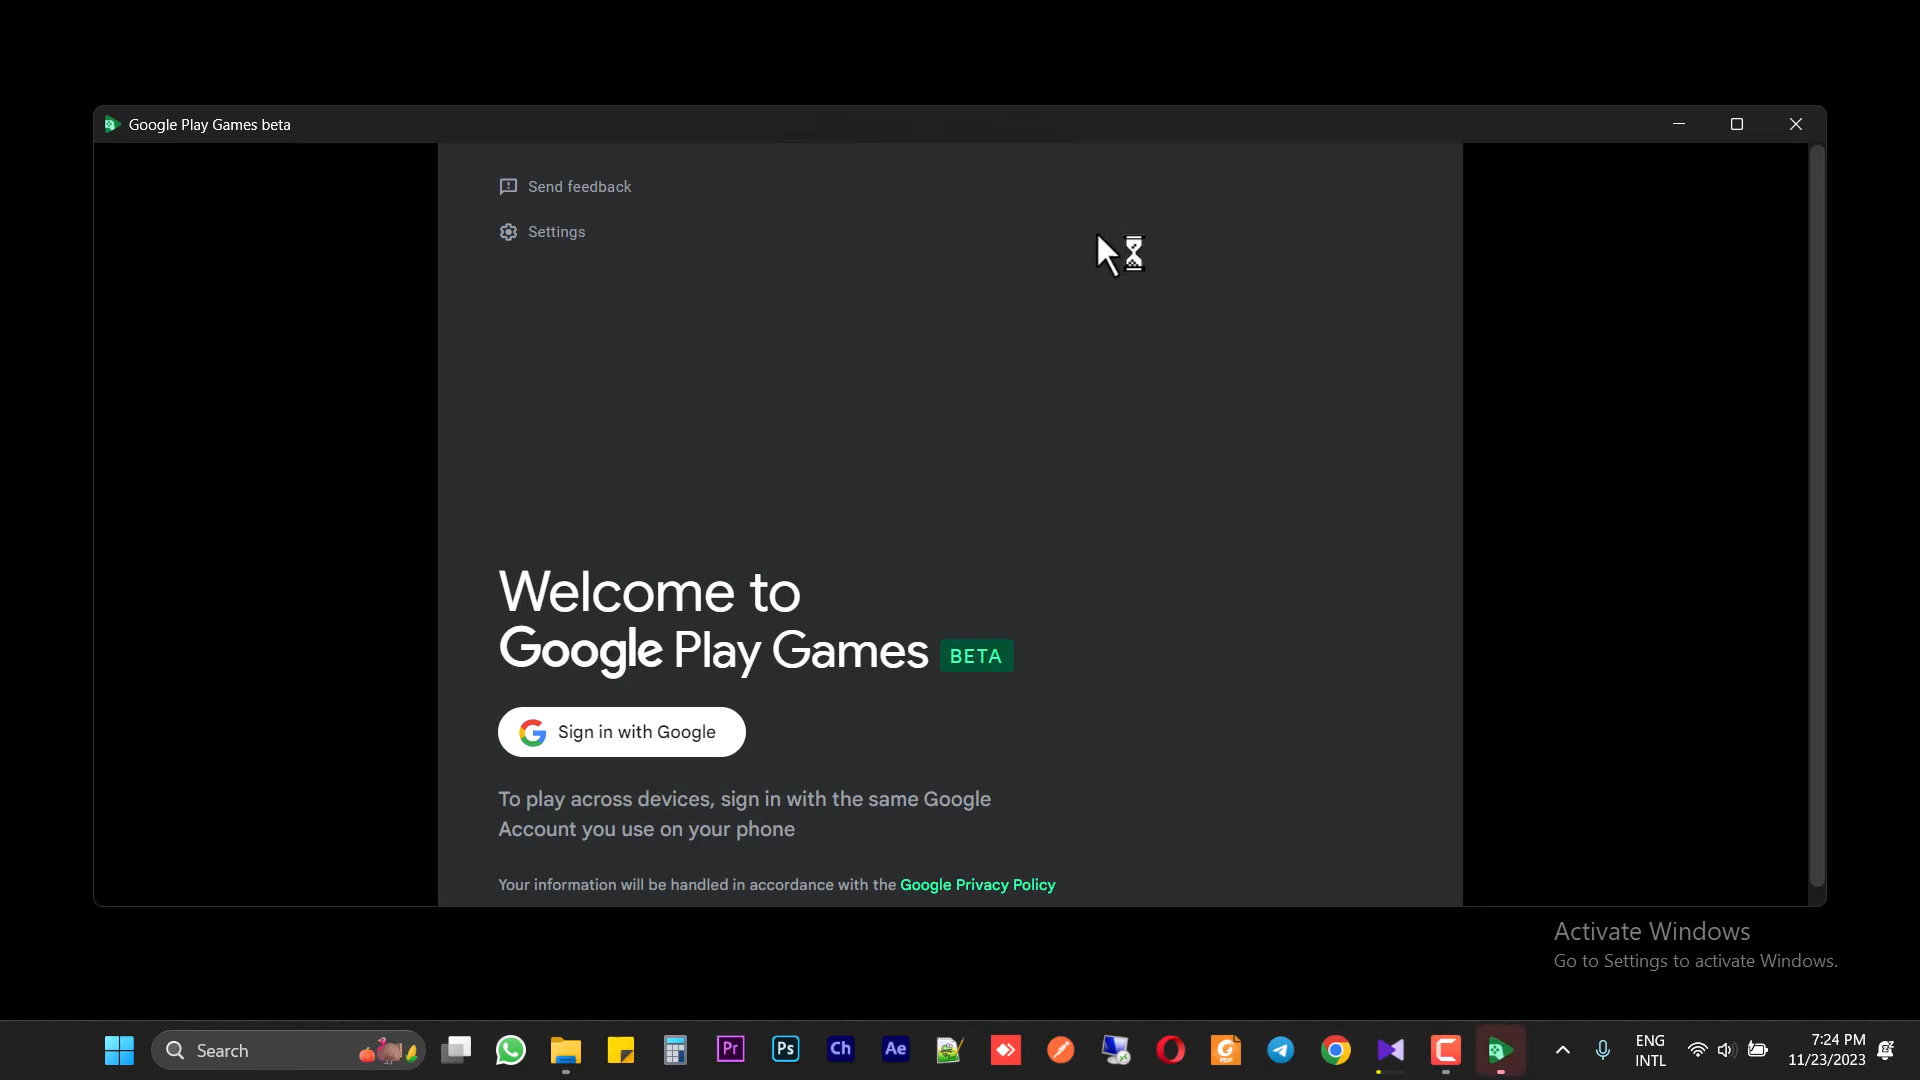 Google Play Games beta
Send feedback
Settings
Welcome to
Google Play Games BETA
Sign in with Google
To play across devices, sign in with the same Google
Account you use on your phone
Your information will be handled in accordance with the Google Privacy Policy
Activate Windows
Go to Settings to activate Windows.
Search
Pr
Ps
Ch
Ae
PDF
ENG
INTL
7:24 PM
11/23/2023